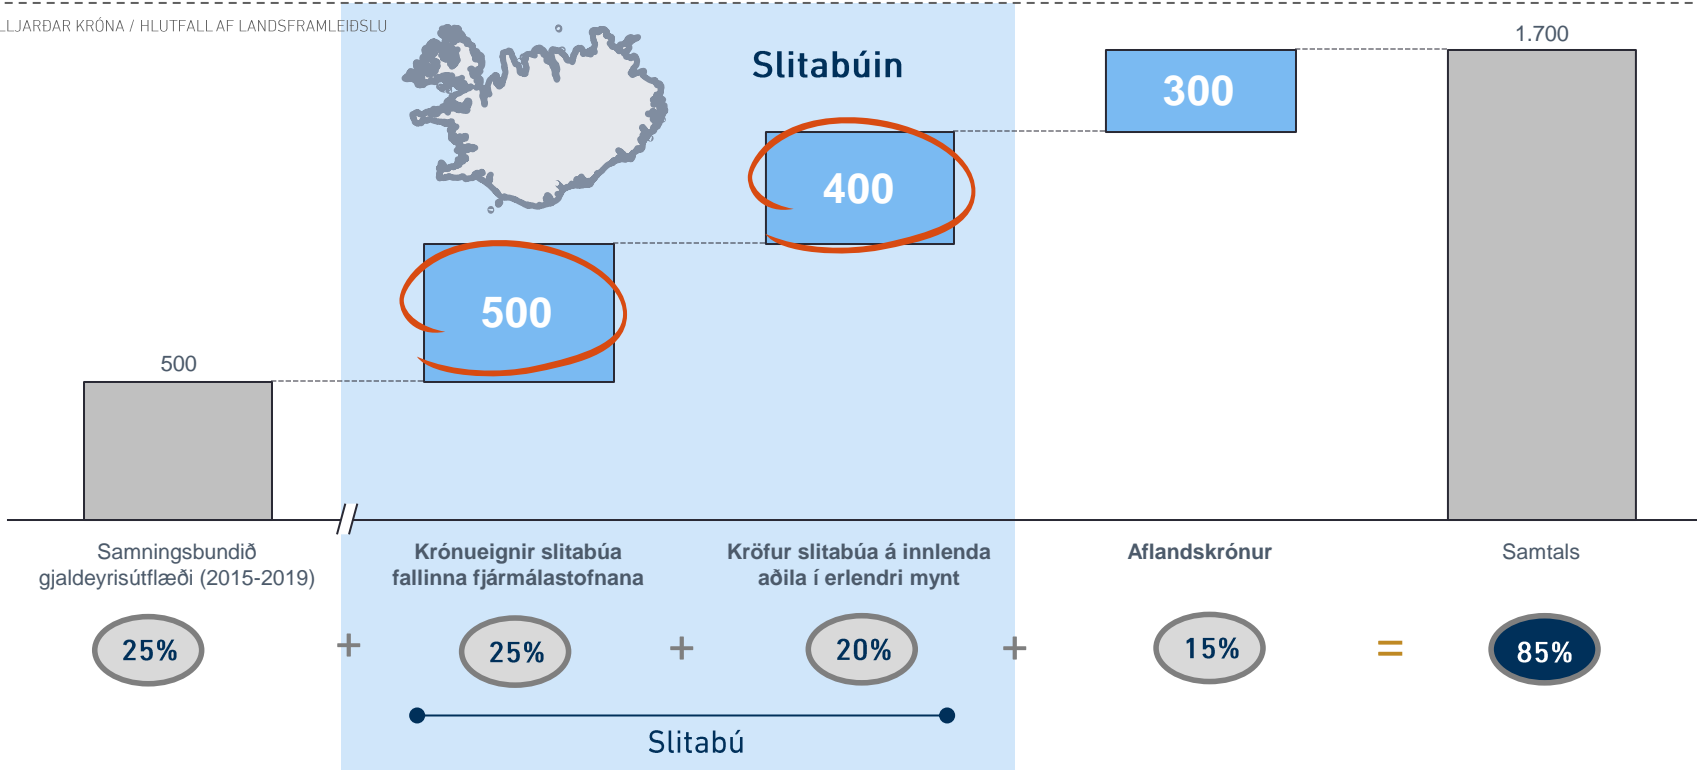 LLJARÐAR KRÓNA / HLUTFALL AF LANDSFRAMLEIÐSLU
Slitabúin
1.700
300
400
500
500
Samningsbundið
gjaldeyrisútflæði (2015-2019)
Krónueignir slitabúa
fallinna fjármálastofnana
Kröfur slitabúa á innlenda
aðila í erlendri mynt
Aflandskrónur
Samtals
25% + 25% + 20% + 15% = 85%
Slitabú